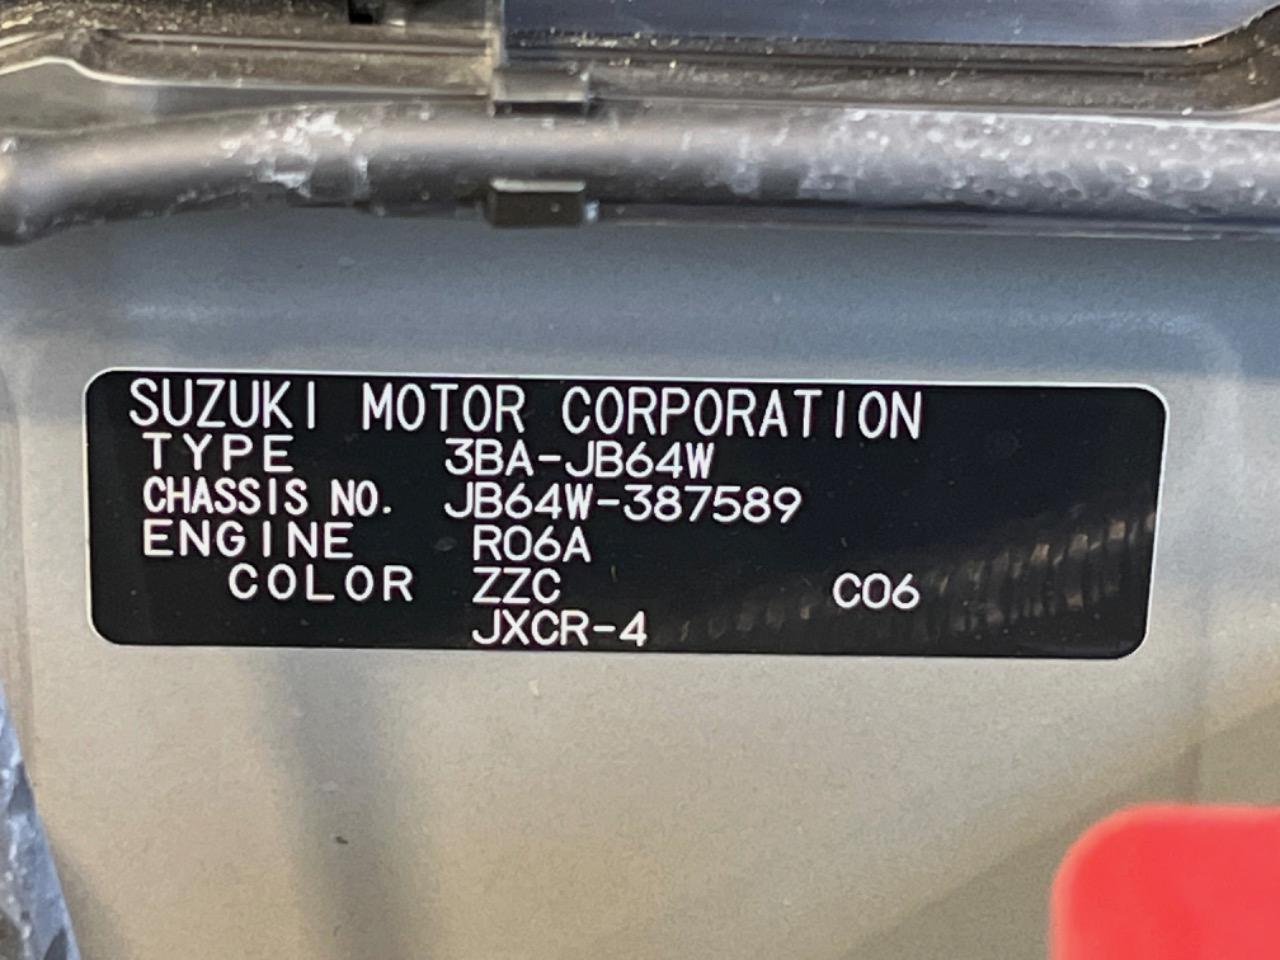 SUZUKI MOTOR CORPORATION
TYPE 3BA-JB64W
CHASSIS NO. JB64W-387589
ENGINE R06A
COLOR ZZC C06
JXCR-4